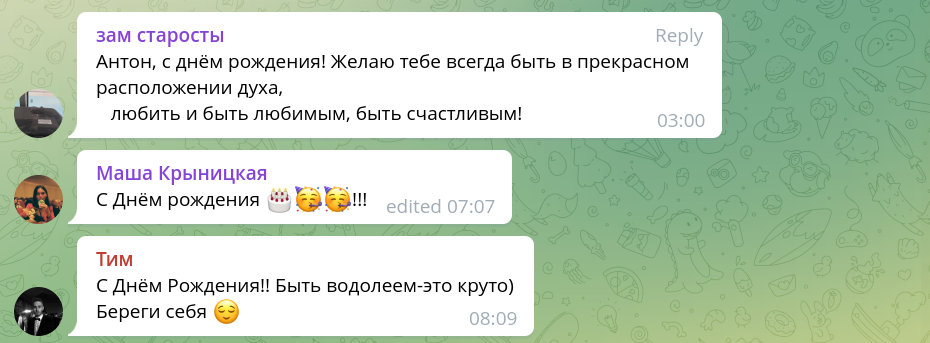 зам старосты Reply
Антон, с днём рождения! Желаю тебе всегда быть в прекрасном
расположении духа,
любить и быть любимым, быть счастливым!
03:00
Маша Крыницкая
С Днём рождения 🎂🥳🥳!!! edited 07:07
Тим
С Днём Рождения!! Быть водолеем-это круто)
Береги себя 😌 08:09